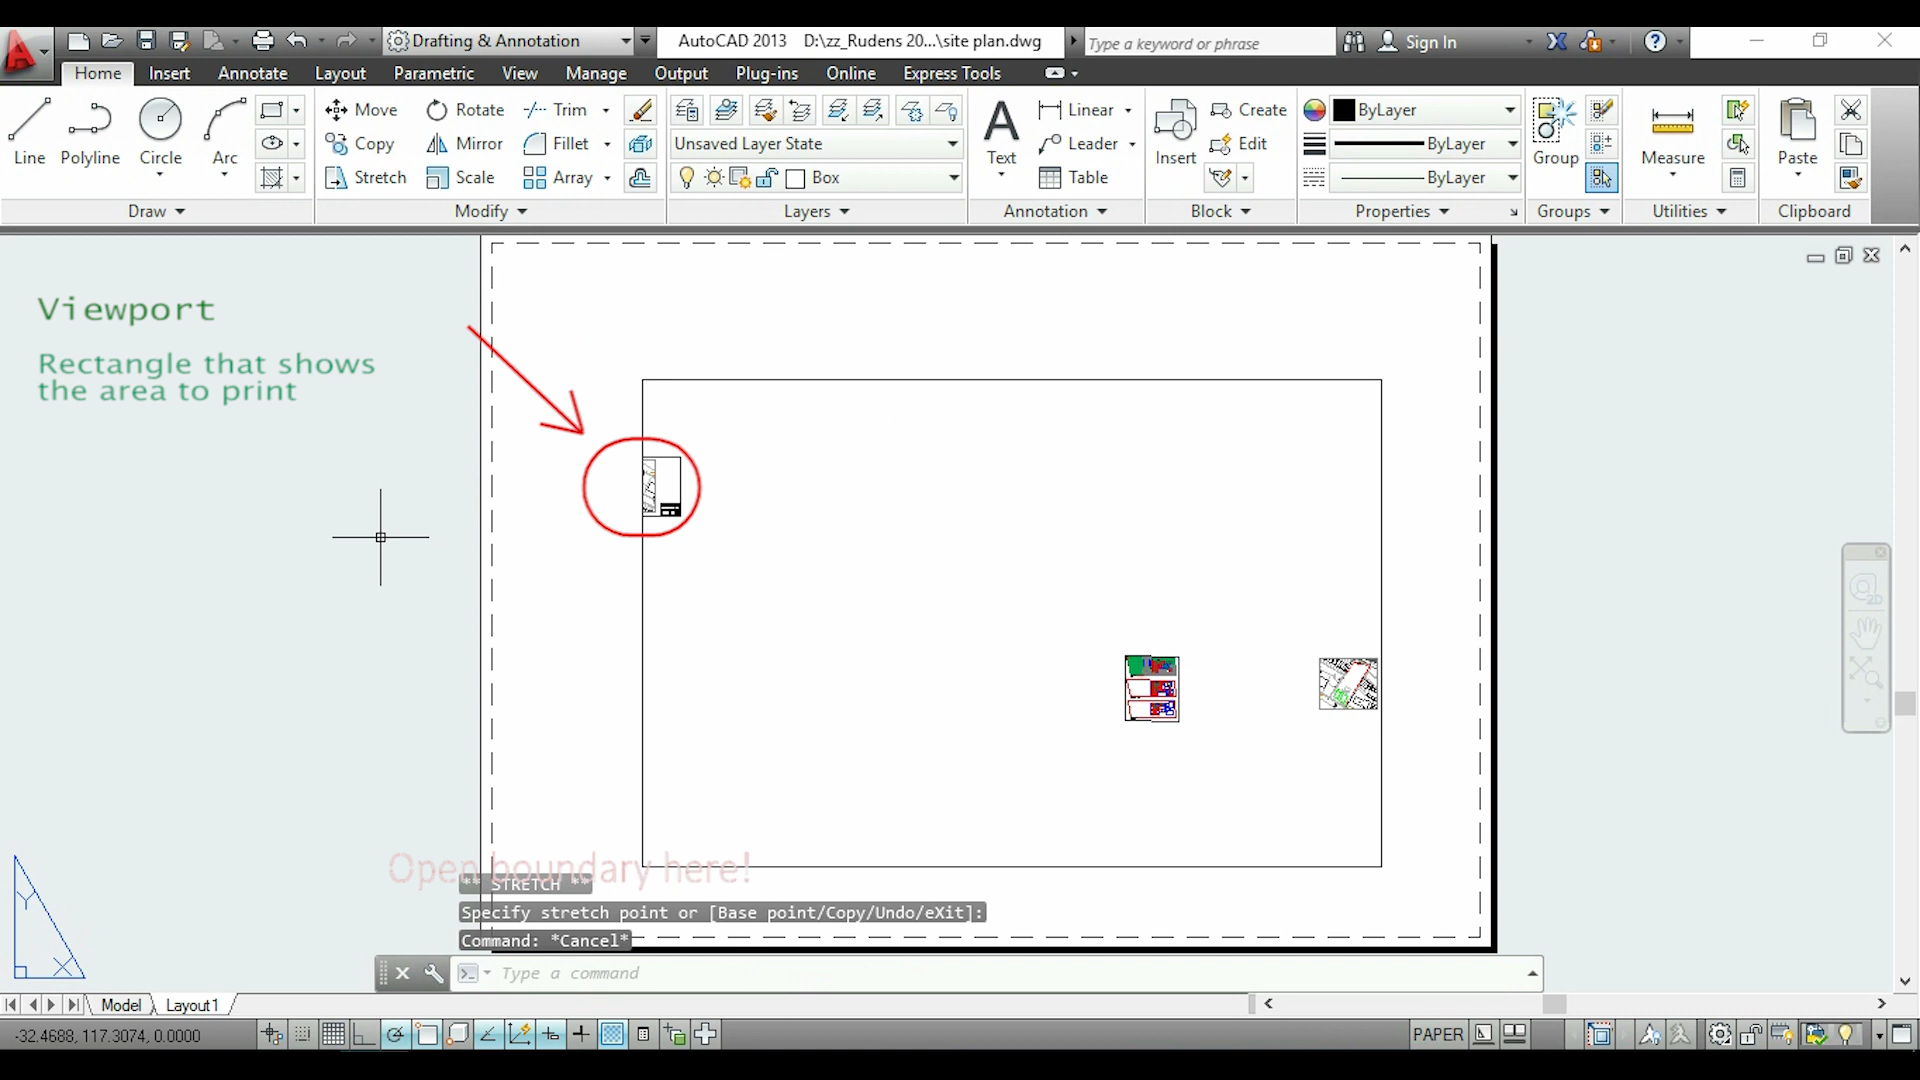 Drafting & Annotation
AutoCAD 2013 D:\zz_Rudens 20...\site plan.dwg
Type a keyword or phrase
Sign In
Home Insert Annotate Layout Parametric View Manage Output Plug-ins Online Express Tools
Line Polyline Circle Arc
Move Rotate Trim
Copy Mirror Fillet
Stretch Scale Array
Unsaved Layer State
Box
Text
Linear
Leader
Table
Insert
Create
Edit
ByLayer
ByLayer
ByLayer
Group
Measure
Paste
Draw Modify Layers Annotation Block Properties Groups Utilities Clipboard
Viewport
Rectangle that shows
the area to print
2D
Open boundary here!
** STRETCH **
Specify stretch point or [Base point/Copy/Undo/eXit]:
Command: *Cancel*
Type a command
Y
X
Model Layout1
-32.4688, 117.3074, 0.0000
PAPER